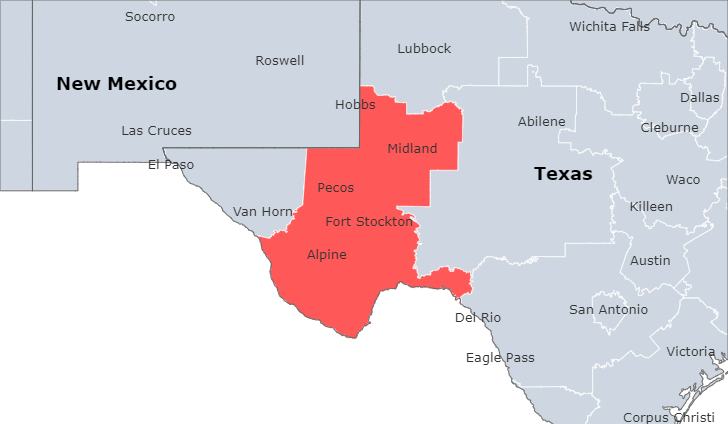 Socorro
Wichita Falls
Lubbock
Roswell
New Mexico
Dallas
Hobbs
Abilene
Cleburne
Las Cruces
Midland
El Paso
Texas
Waco
Pecos
Killeen
Van Horn
Fort Stockton
Alpine
Austin
San Antonio
Del Rio
Victoria
Eagle Pass
Corpus Christi